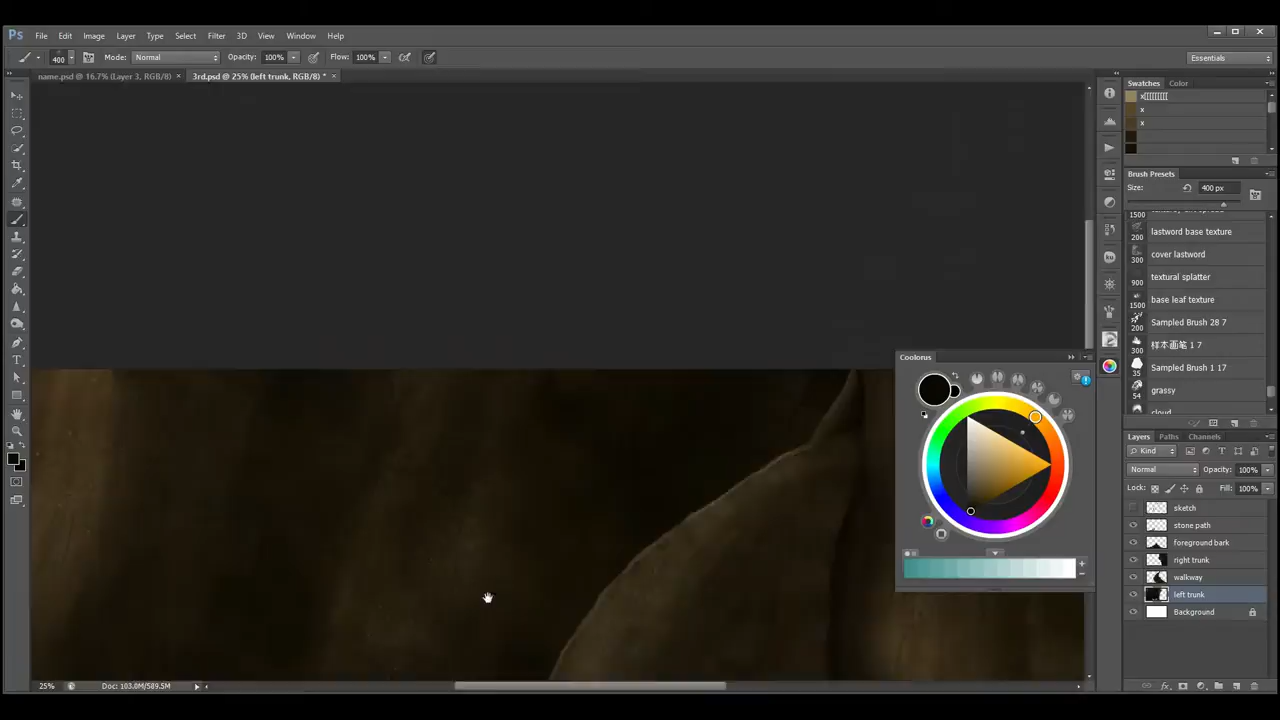 Ps File Edit Image Layer Type Select Filter 3D View Window Help
400 Mode: Normal Opacity: 100% Flow: 100% Essentials
name.psd @ 16.7% (Layer 3, RGB/8) × 3rd.psd @ 25% (left trunk, RGB/8) * ×
Swatches Color
x[[[[[[[[[
x
x
Brush Presets
Size: 400 px
1500
200 lastword base texture
300 cover lastword
900 textural splatter
1500 base leaf texture
200 Sampled Brush 28 7
300 样本画笔 1 7
35 Sampled Brush 1 17
54 grassy
cloud
Coolorus
Layers Paths Channels
Kind
Normal Opacity: 100%
Lock: Fill: 100%
sketch
stone path
foreground bark
right trunk
walkway
left trunk
Background
25% Doc: 103.0M/589.5M